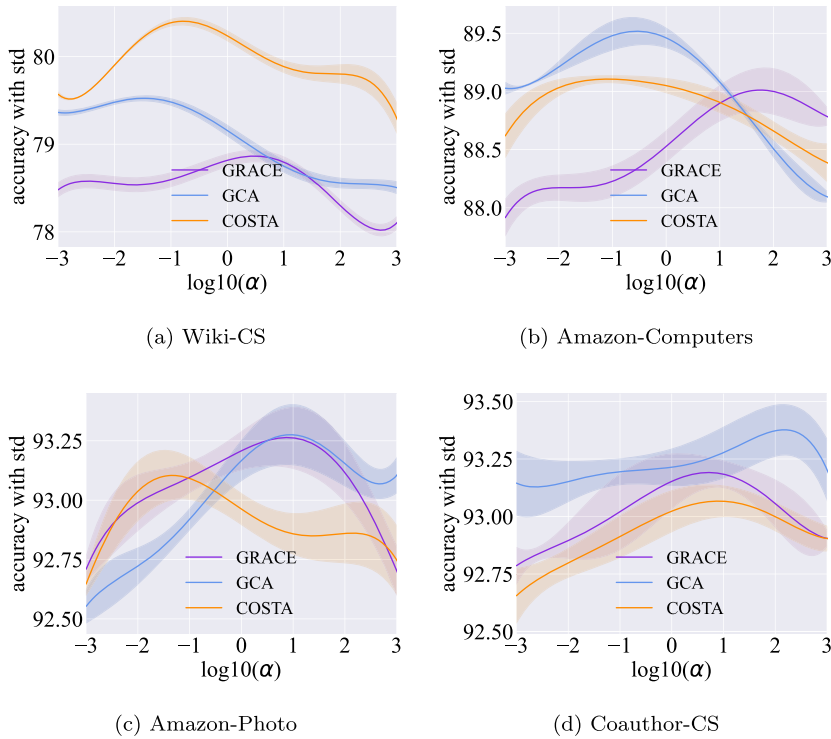 accuracy with std
80
79
78
GRACE
GCA
COSTA
−3 −2 −1 0 1 2 3
log10(α)
(a) Wiki-CS
accuracy with std
89.5
89.0
88.5
88.0
GRACE
GCA
COSTA
−3 −2 −1 0 1 2 3
log10(α)
(b) Amazon-Computers
accuracy with std
93.25
93.00
92.75
92.50
GRACE
GCA
COSTA
−3 −2 −1 0 1 2 3
log10(α)
(c) Amazon-Photo
accuracy with std
93.50
93.25
93.00
92.75
92.50
GRACE
GCA
COSTA
−3 −2 −1 0 1 2 3
log10(α)
(d) Coauthor-CS